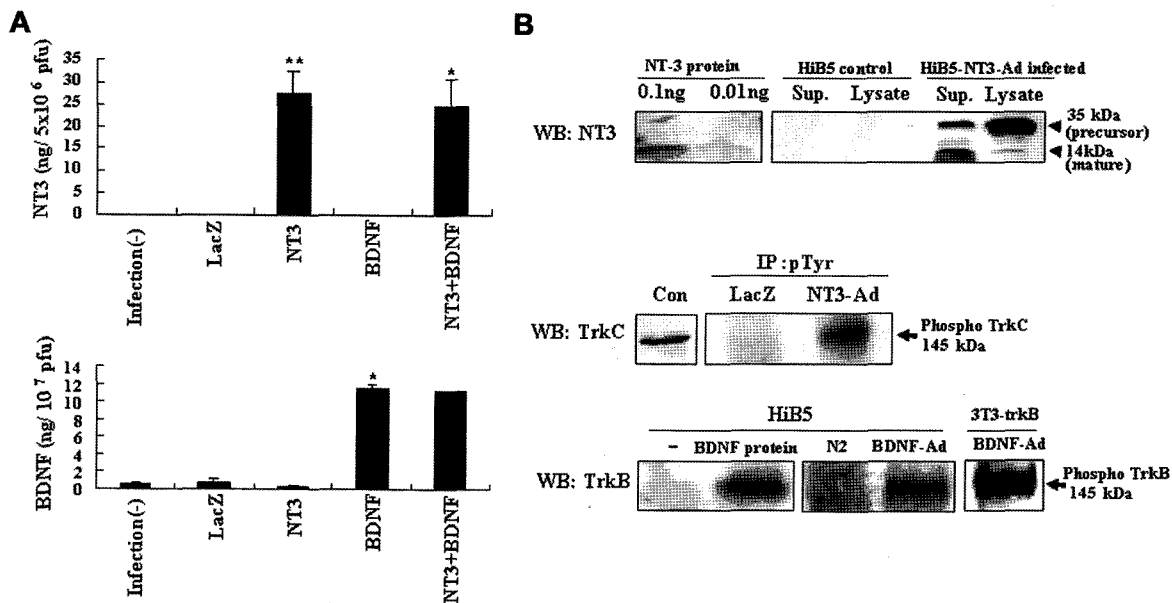 A
NT3 (ng/ 5x10 6 pfu)
35
30
25
20
15
10
5
0
**
*
Infection(-)
LacZ
NT3
BDNF
NT3+BDNF
BDNF (ng/ 10 7 pfu)
14
12
10
8
6
4
2
0
*
Infection(-)
LacZ
NT3
BDNF
NT3+BDNF
B
NT-3 protein HiB5 control HiB5-NT3-Ad infected
0.1ng 0.01ng Sup. Lysate Sup. Lysate
WB: NT3
35 kDa
(precursor)
14kDa
(mature)
IP :pTyr
Con LacZ NT3-Ad
WB: TrkC
Phospho TrkC
145 kDa
HiB5 3T3-trkB
- BDNF protein N2 BDNF-Ad BDNF-Ad
WB: TrkB
Phospho TrkB
145 kDa